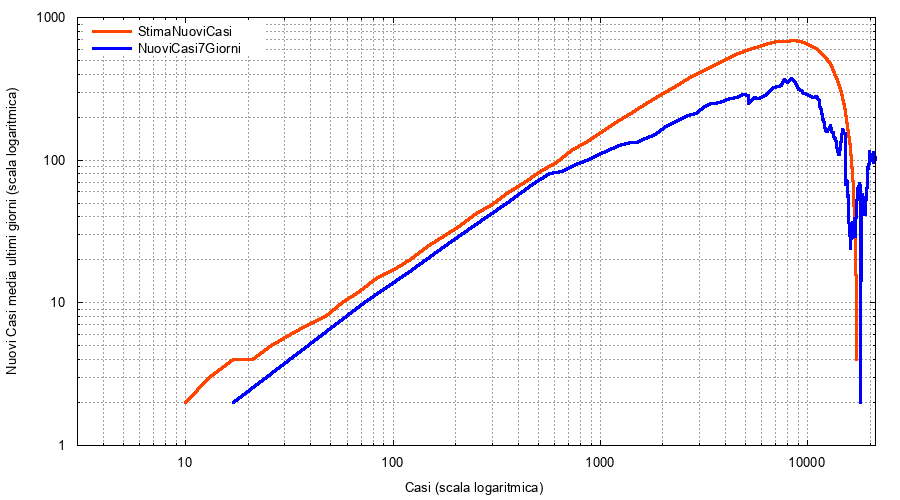 1000
StimaNuoviCasi
NuoviCasi7Giorni
100
10
1
Nuovi Casi media ultimi giorni (scala logaritmica)
10 100 1000 10000
Casi (scala logaritmica)